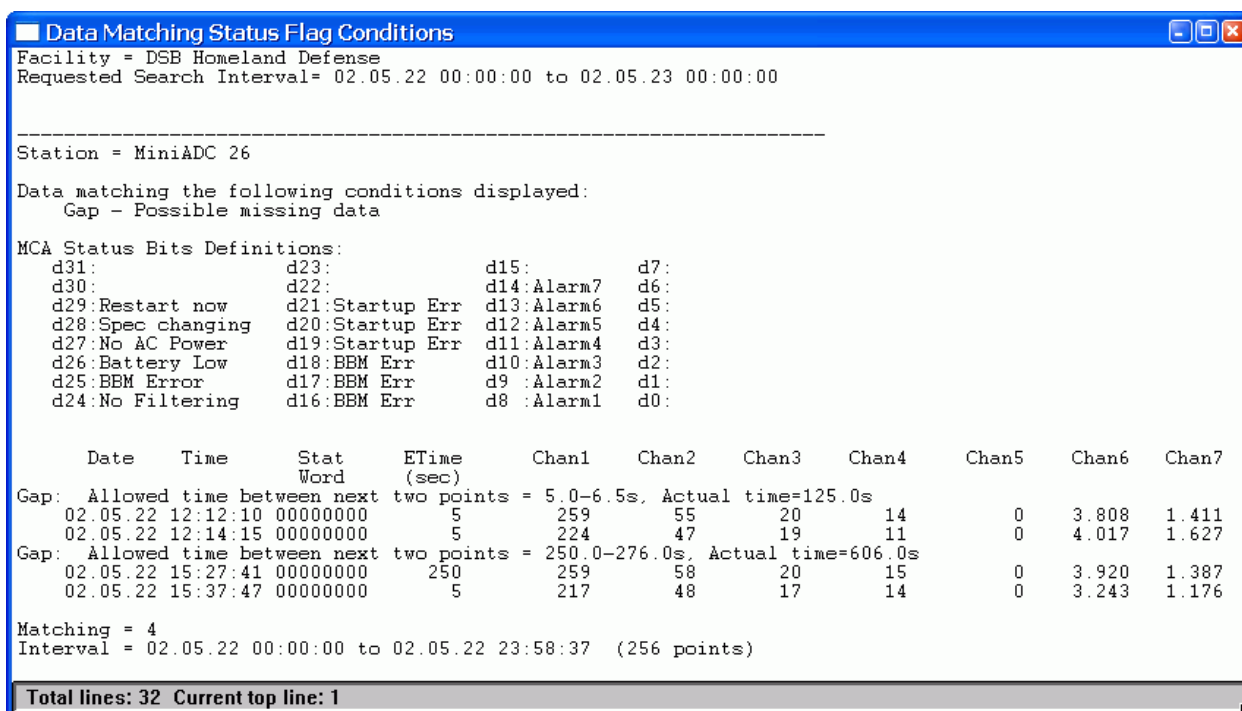 Data Matching Status Flag Conditions
Facility = DSB Homeland Defense
Requested Search Interval= 02.05.22 00:00:00 to 02.05.23 00:00:00
Station = MiniADC 26
Data matching the following conditions displayed:
Gap - Possible missing data
MCA Status Bits Definitions:
d31: d23: d15: d7:
d30: d22: d14:Alarm7 d6:
d29:Restart now d21:Startup Err d13:Alarm6 d5:
d28:Spec changing d20:Startup Err d12:Alarm5 d4:
d27:No AC Power d19:Startup Err d11:Alarm4 d3:
d26:Battery Low d18:BBM Err d10:Alarm3 d2:
d25:BBM Error d17:BBM Err d9 :Alarm2 d1:
d24:No Filtering d16:BBM Err d8 :Alarm1 d0:
Date Time Stat ETime Chan1 Chan2 Chan3 Chan4 Chan5 Chan6 Chan7
Word (sec)
Gap: Allowed time between next two points = 5.0-6.5s, Actual time=125.0s
02.05.22 12:12:10 00000000 5 259 55 20 14 0 3.808 1.411
02.05.22 12:14:15 00000000 5 224 47 19 11 0 4.017 1.627
Gap: Allowed time between next two points = 250.0-276.0s, Actual time=606.0s
02.05.22 15:27:41 00000000 250 259 58 20 15 0 3.920 1.387
02.05.22 15:37:47 00000000 5 217 48 17 14 0 3.243 1.176
Matching = 4
Interval = 02.05.22 00:00:00 to 02.05.22 23:58:37 (256 points)
Total lines: 32 Current top line: 1